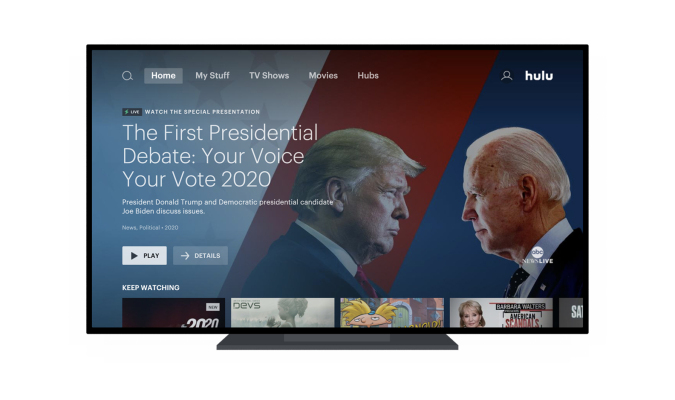 Home My Stuff TV Shows Movies Hubs hulu
LIVE WATCH THE SPECIAL PRESENTATION
The First Presidential
Debate: Your Voice
Your Vote 2020
President Donald Trump and Democratic presidential candidate
Joe Biden discuss issues.
News, Political • 2020
PLAY DETAILS
abc
NEWS LIVE
KEEP WATCHING
NEW
2020
DEVS
BARBARA WALTERS
AMERICAN
SCANDALS